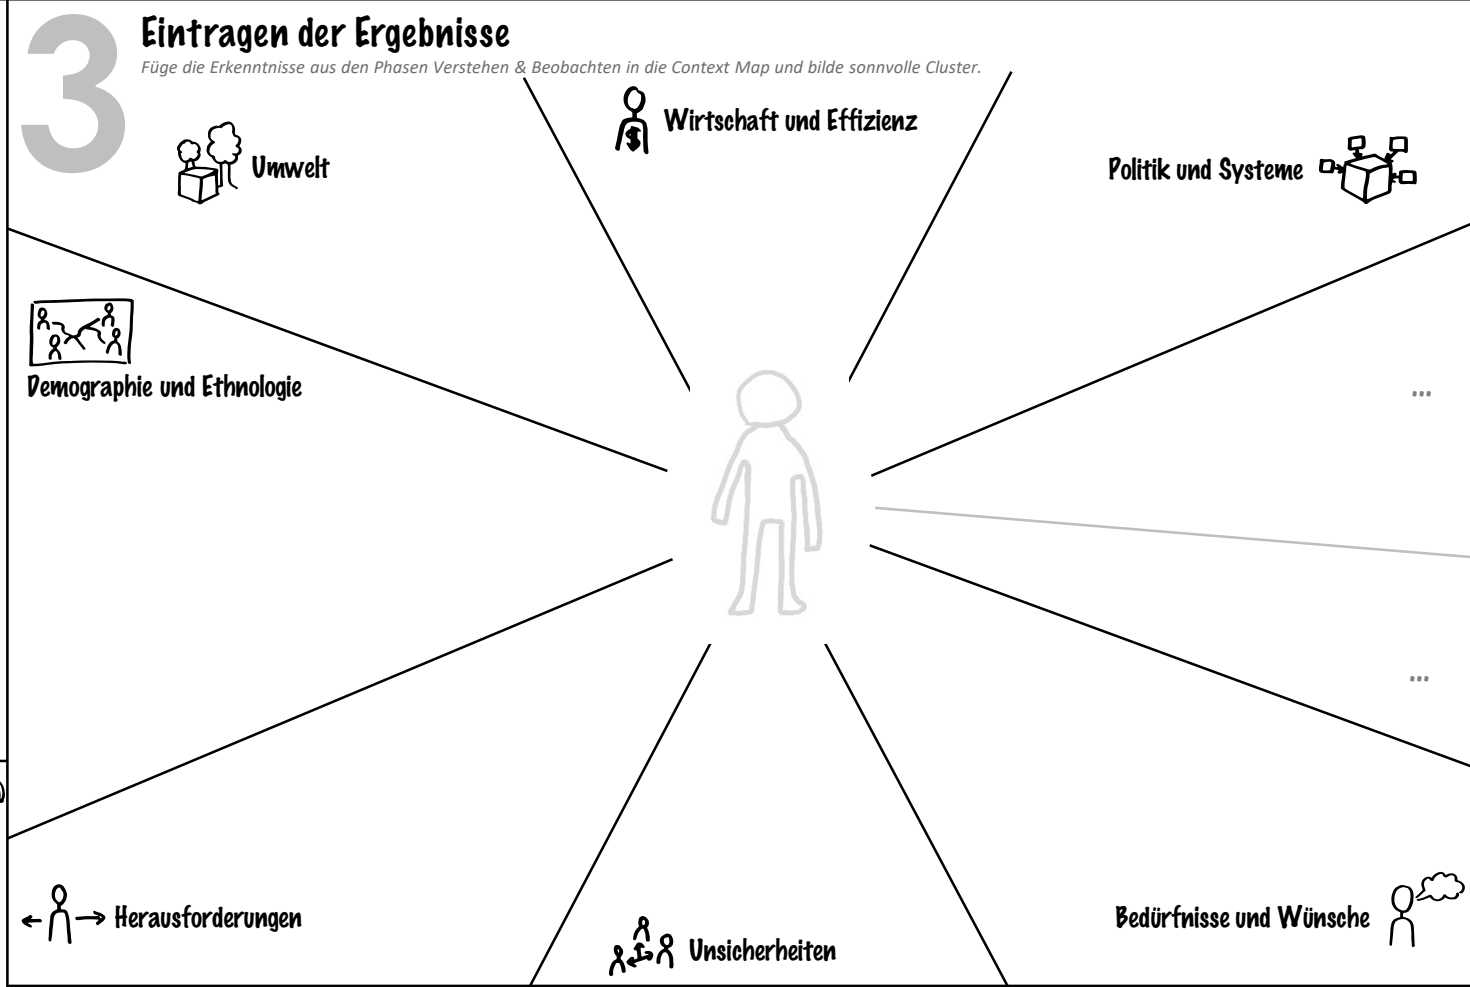 3
Eintragen der Ergebnisse
Füge die Erkenntnisse aus den Phasen Verstehen & Beobachten in die Context Map und bilde sonnvolle Cluster.
Wirtschaft und Effizienz
Umwelt
Politik und Systeme
$
Demographie und Ethnologie
...
...
Herausforderungen
Unsicherheiten
Bedürfnisse und Wünsche